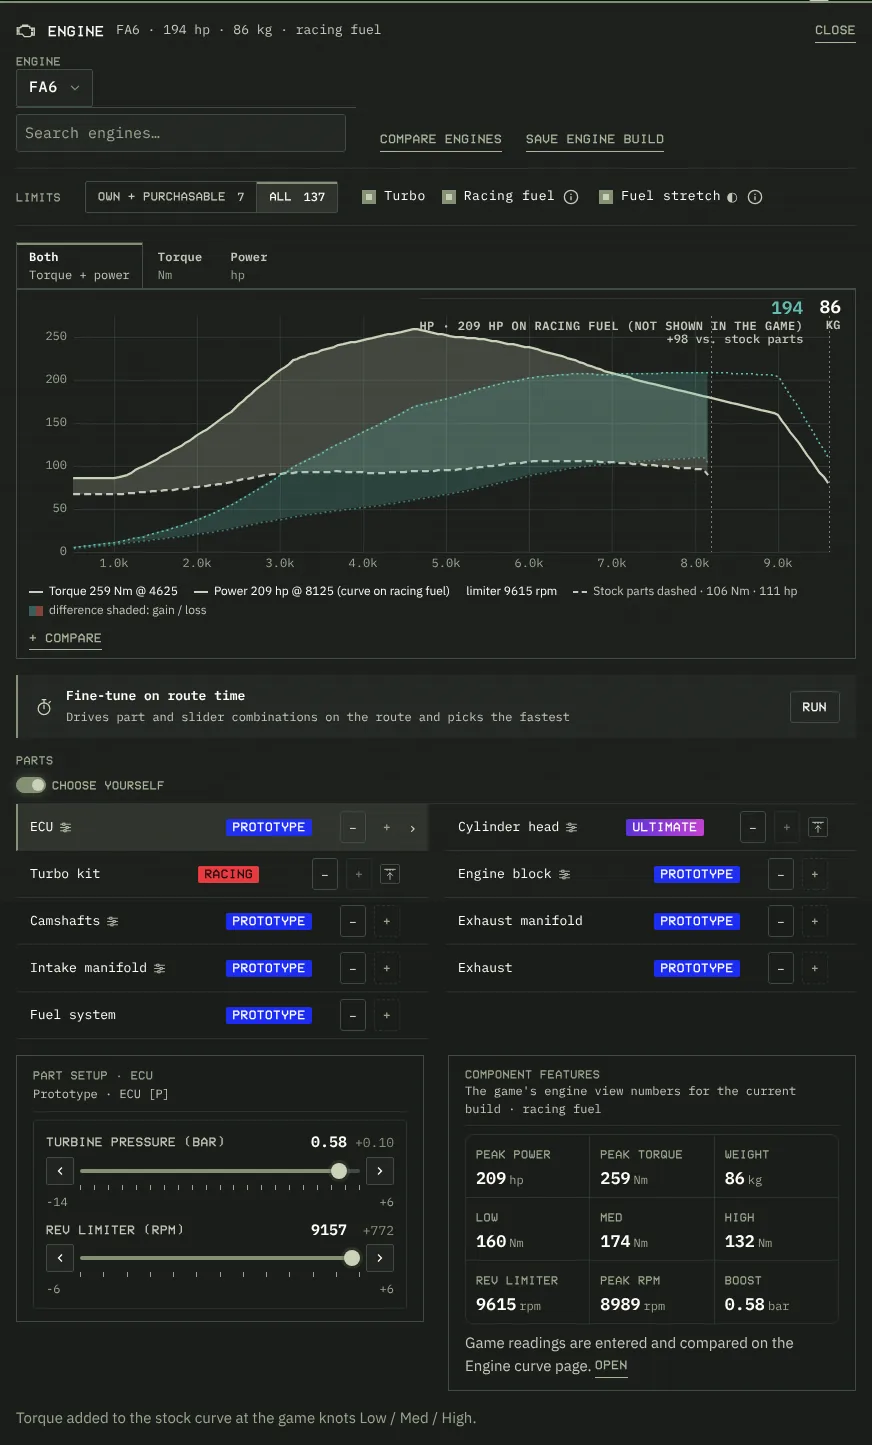 ENGINE FA6 · 194 hp · 86 kg · racing fuel CLOSE
ENGINE
FA6
Search engines…
COMPARE ENGINES SAVE ENGINE BUILD
LIMITS OWN + PURCHASABLE 7 ALL 137 Turbo Racing fuel Fuel stretch
Both Torque Power
Torque + power Nm hp
194 86
HP · 209 HP ON RACING FUEL (NOT SHOWN IN THE GAME) KG
+98 vs. stock parts
250
200
150
100
50
0
1.0k 2.0k 3.0k 4.0k 5.0k 6.0k 7.0k 8.0k 9.0k
Torque 259 Nm @ 4625 Power 209 hp @ 8125 (curve on racing fuel) limiter 9615 rpm Stock parts dashed · 106 Nm · 111 hp
difference shaded: gain / loss
+ COMPARE
Fine-tune on route time
Drives part and slider combinations on the route and picks the fastest
RUN
PARTS
CHOOSE YOURSELF
ECU PROTOTYPE − + ›
Cylinder head ULTIMATE − +
Turbo kit RACING − +
Engine block PROTOTYPE − +
Camshafts PROTOTYPE − +
Exhaust manifold PROTOTYPE − +
Intake manifold PROTOTYPE − +
Exhaust PROTOTYPE − +
Fuel system PROTOTYPE − +
PART SETUP · ECU
Prototype · ECU [P]
TURBINE PRESSURE (BAR) 0.58 +0.10
‹ ›
-14 +6
REV LIMITER (RPM) 9157 +772
‹ ›
-6 +6
COMPONENT FEATURES
The game's engine view numbers for the current
build · racing fuel
PEAK POWER PEAK TORQUE WEIGHT
209 hp 259 Nm 86 kg
LOW MED HIGH
160 Nm 174 Nm 132 Nm
REV LIMITER PEAK RPM BOOST
9615 rpm 8989 rpm 0.58 bar
Game readings are entered and compared on the
Engine curve page. OPEN
Torque added to the stock curve at the game knots Low / Med / High.